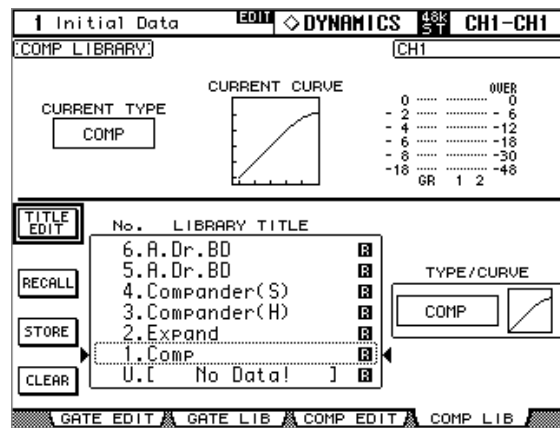 1 Initial Data EDIT ◇DYNAMICS 48k ST CH1-CH1
COMP LIBRARY CH1
CURRENT TYPE
COMP
CURRENT CURVE
OVER
0 0
- 2 - 6
- 4 -12
- 6 -18
- 8 -30
-18 -48
GR 1 2
TITLE EDIT
RECALL
STORE
CLEAR
No. LIBRARY TITLE
6.A.Dr.BD R
5.A.Dr.BD R
4.Compander(S) R
3.Compander(H) R
2.Expand R
1.Comp R
U.[ No Data! ] R
TYPE/CURVE
COMP
GATE EDIT GATE LIB COMP EDIT COMP LIB